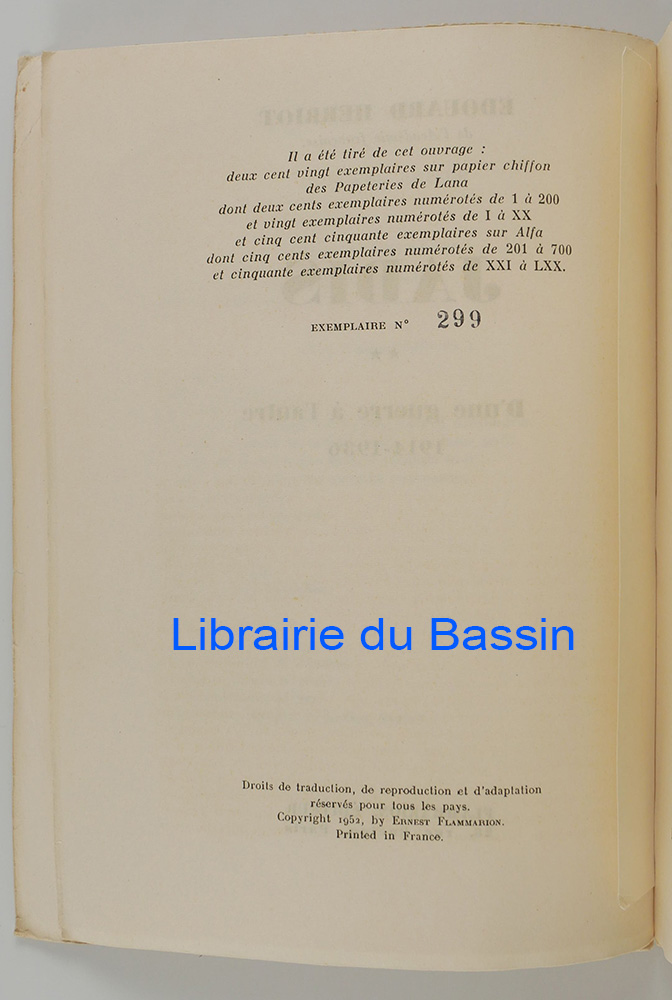 Il a été tiré de cet ouvrage :
deux cent vingt exemplaires sur papier chiffon
des Papeteries de Lana
dont deux cents exemplaires numérotés de 1 à 200
et vingt exemplaires numérotés de I à XX
et cinq cent cinquante exemplaires sur Alfa
dont cinq cents exemplaires numérotés de 201 à 700
et cinquante exemplaires numérotés de XXI à LXX.
EXEMPLAIRE N° 299
Librairie du Bassin
Droits de traduction, de reproduction et d'adaptation
réservés pour tous les pays.
Copyright 1952, by ERNEST FLAMMARION.
Printed in France.